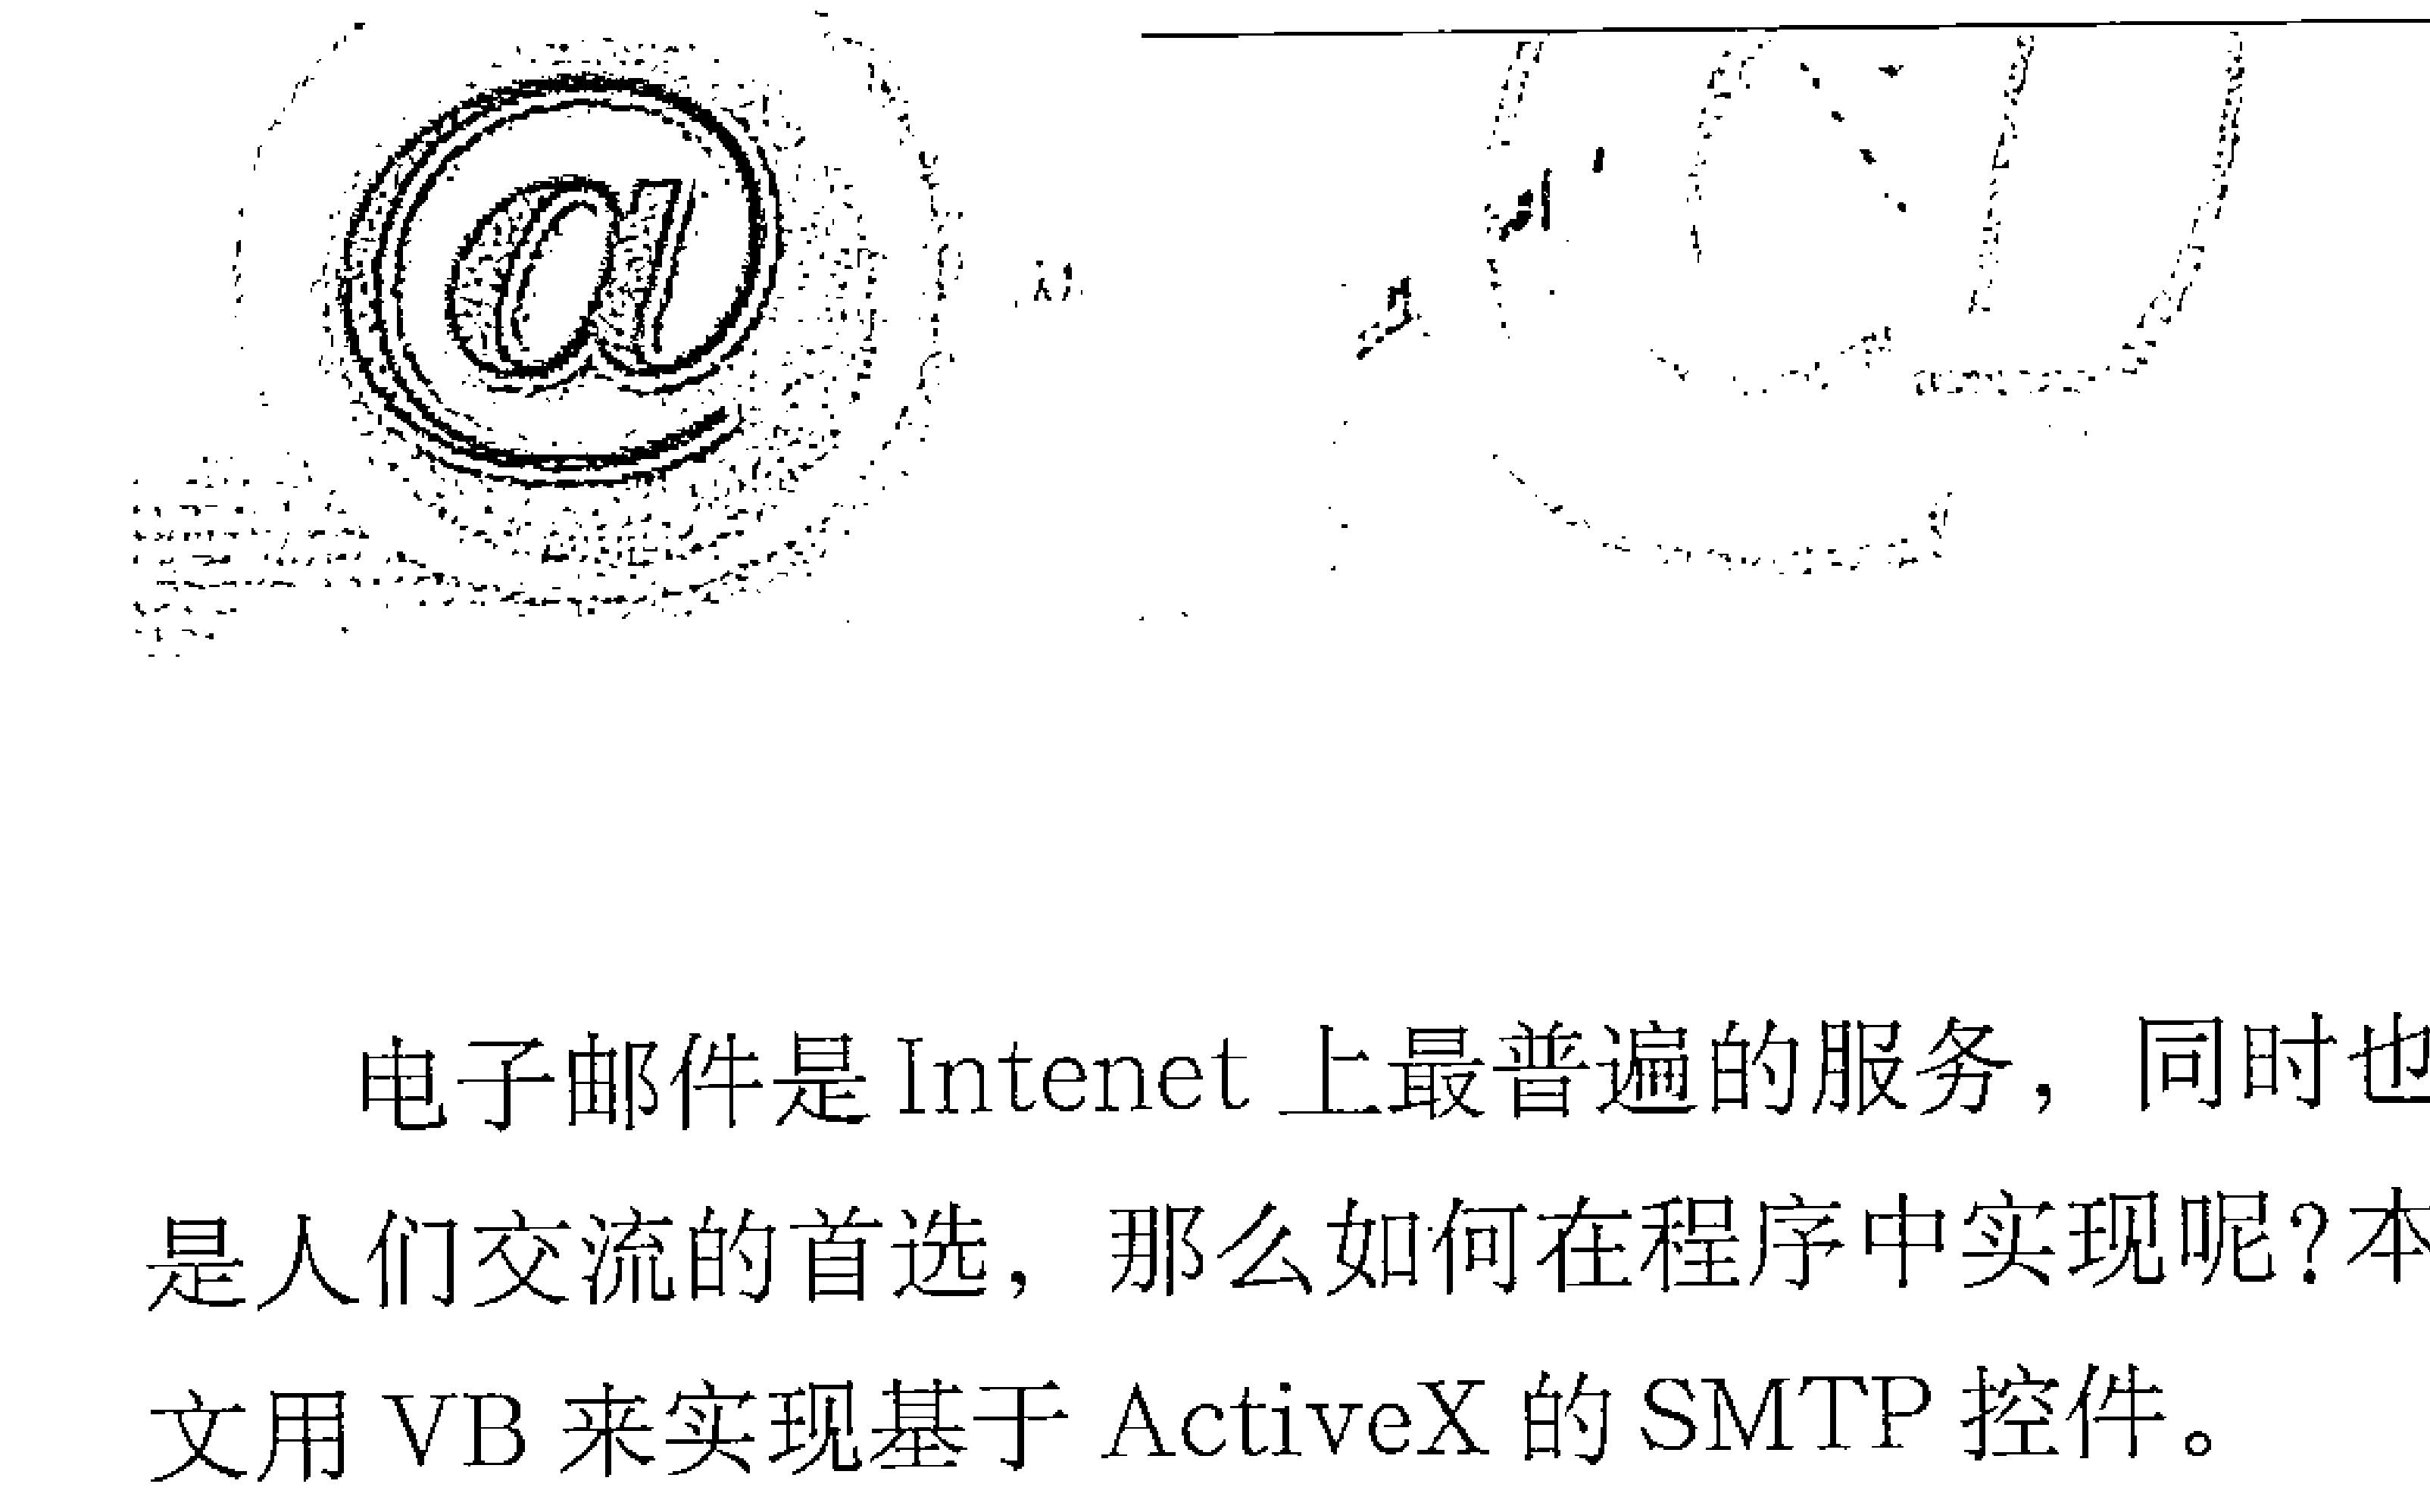 @
电子邮件是 Intenet 上最普遍的服务，同时也
是人们交流的首选，那么如何在程序中实现呢?本
文用 VB 来实现基于 ActiveX 的 SMTP 控件。